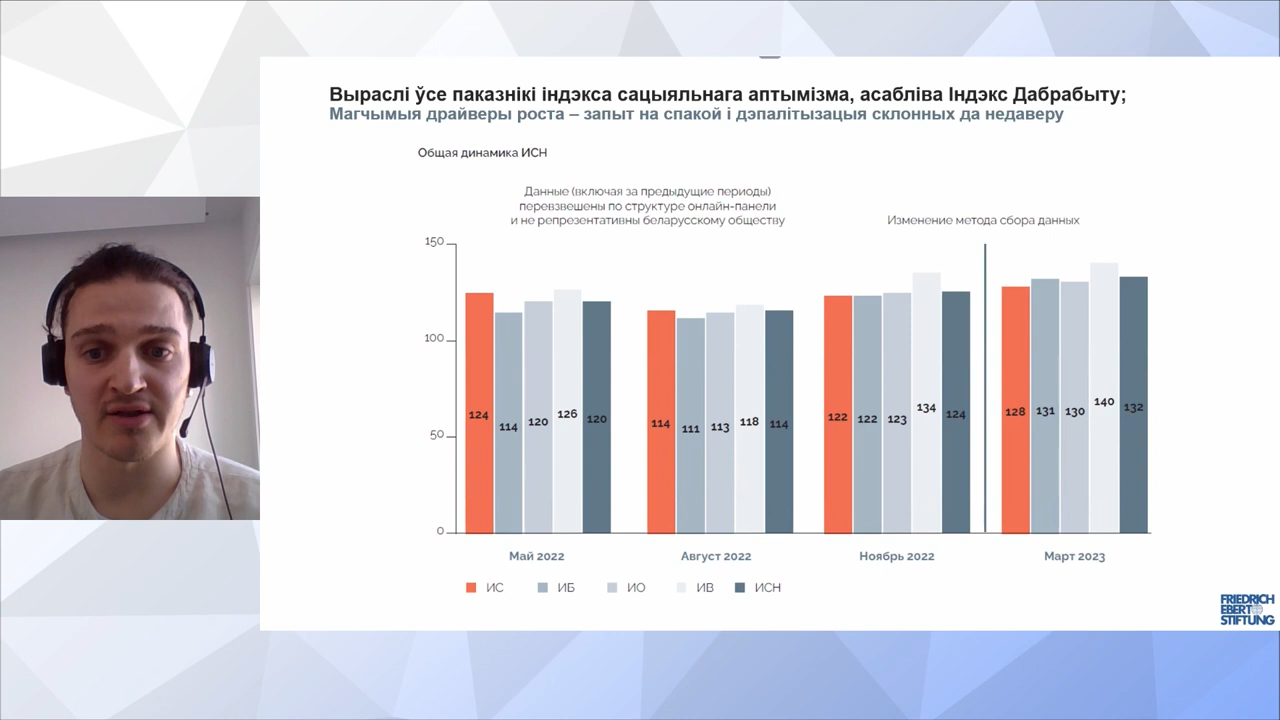 Выраслі ўсе паказнікі індэкса сацыяльнага аптымізма, асабліва Індэкс Дабрабыту;
Магчымыя драйверы роста – запыт на спакой і дэпалітызацыя склонных да недаверу
Общая динамика ИСН
Данные (включая за предыдущие периоды)
перевзвешены по структуре онлайн-панели
и не репрезентативны беларусскому обществу
Изменение метода сбора данных
150
100
50
0
124 114 120 126 120
114 111 113 118 114
122 122 123 134 124
128 131 130 140 132
Май 2022 Август 2022 Ноябрь 2022 Март 2023
ИС ИБ ИО ИВ ИСН
FRIEDRICH
EBERT
STIFTUNG